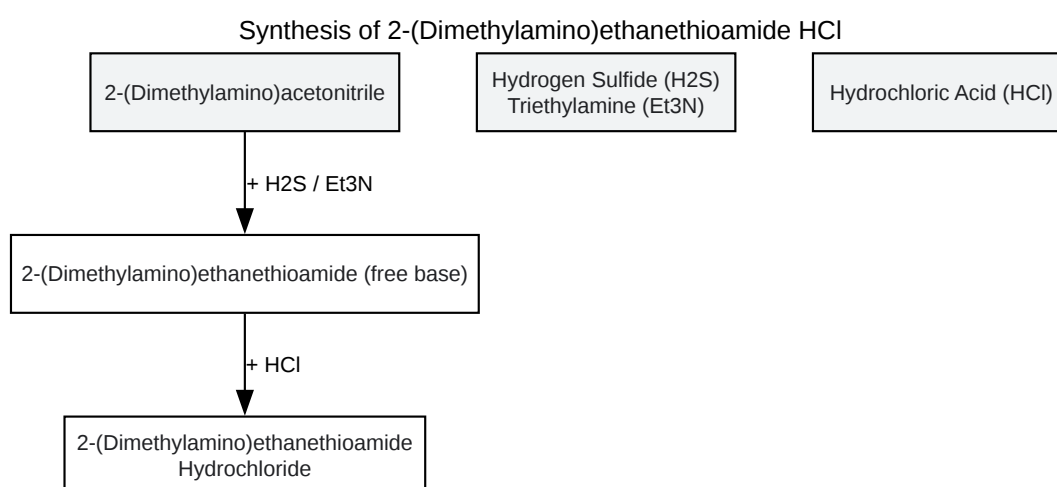 Synthesis of 2-(Dimethylamino)ethanethioamide HCl
2-(Dimethylamino)acetonitrile
Hydrogen Sulfide (H2S)
Triethylamine (Et3N)
Hydrochloric Acid (HCl)
+ H2S / Et3N
2-(Dimethylamino)ethanethioamide (free base)
+ HCl
2-(Dimethylamino)ethanethioamide
Hydrochloride